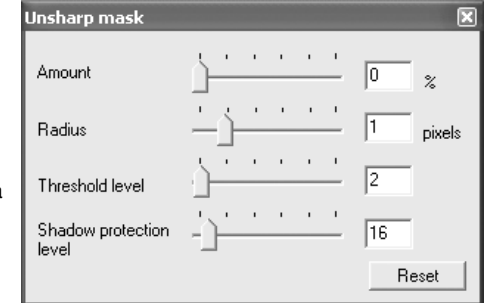 Unsharp mask
Amount 0 %
Radius 1 pixels
Threshold level 2
Shadow protection
level 16
Reset